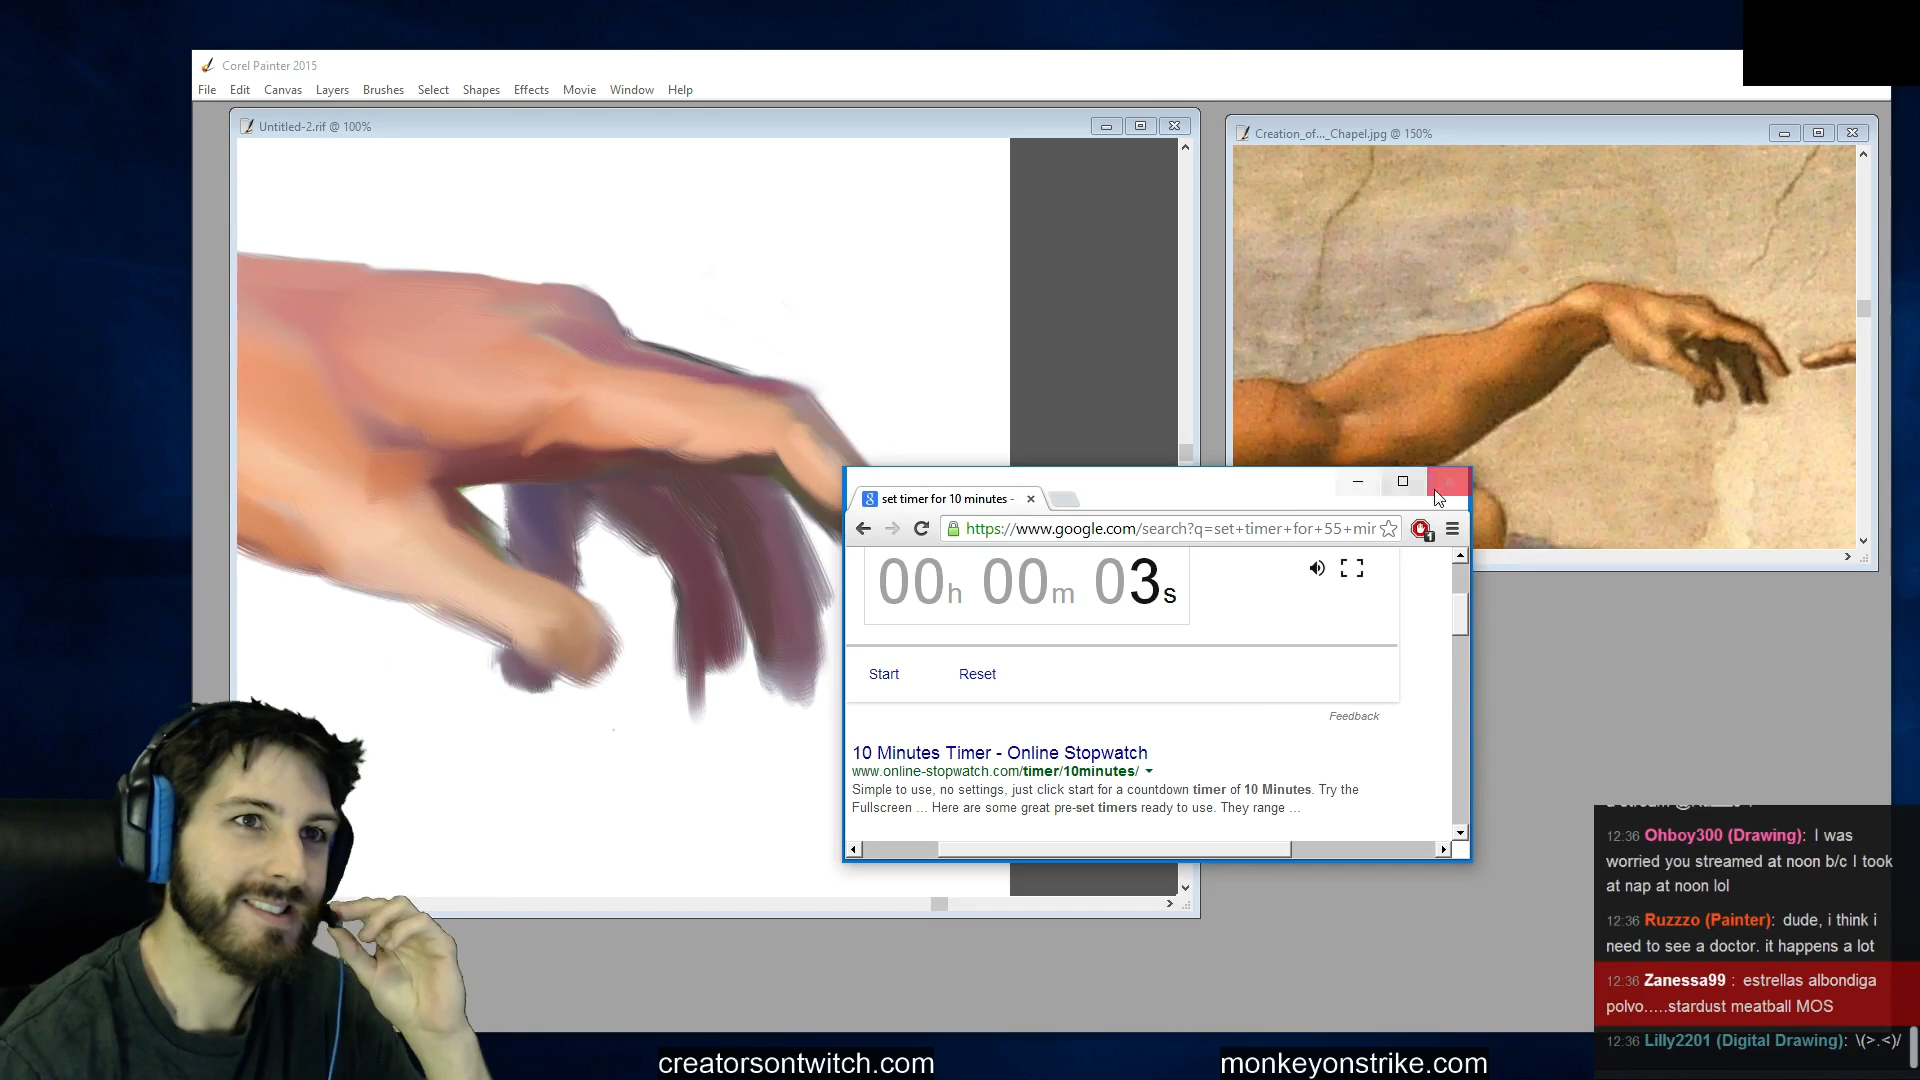 Corel Painter 2015
File Edit Canvas Layers Brushes Select Shapes Effects Movie Window Help
Untitled-2.rif @ 100%
Creation_of..._Chapel.jpg @ 150%
set timer for 10 minutes -
https://www.google.com/search?q=set+timer+for+55+mir
00h 00m 03s
Start Reset
Feedback
10 Minutes Timer - Online Stopwatch
www.online-stopwatch.com/timer/10minutes/
Simple to use, no settings, just click start for a countdown timer of 10 Minutes. Try the
Fullscreen ... Here are some great pre-set timers ready to use. They range ...
12:36 Ohboy300 (Drawing): I was
worried you streamed at noon b/c I took
at nap at noon lol
12:36 Ruzzzo (Painter): dude, i think i
need to see a doctor. it happens a lot
12:36 Zanessa99 : estrellas albondiga
polvo.....stardust meatball MOS
12:36 Lilly2201 (Digital Drawing): \(>.<)/
creatorsontwitch.com
monkeyonstrike.com